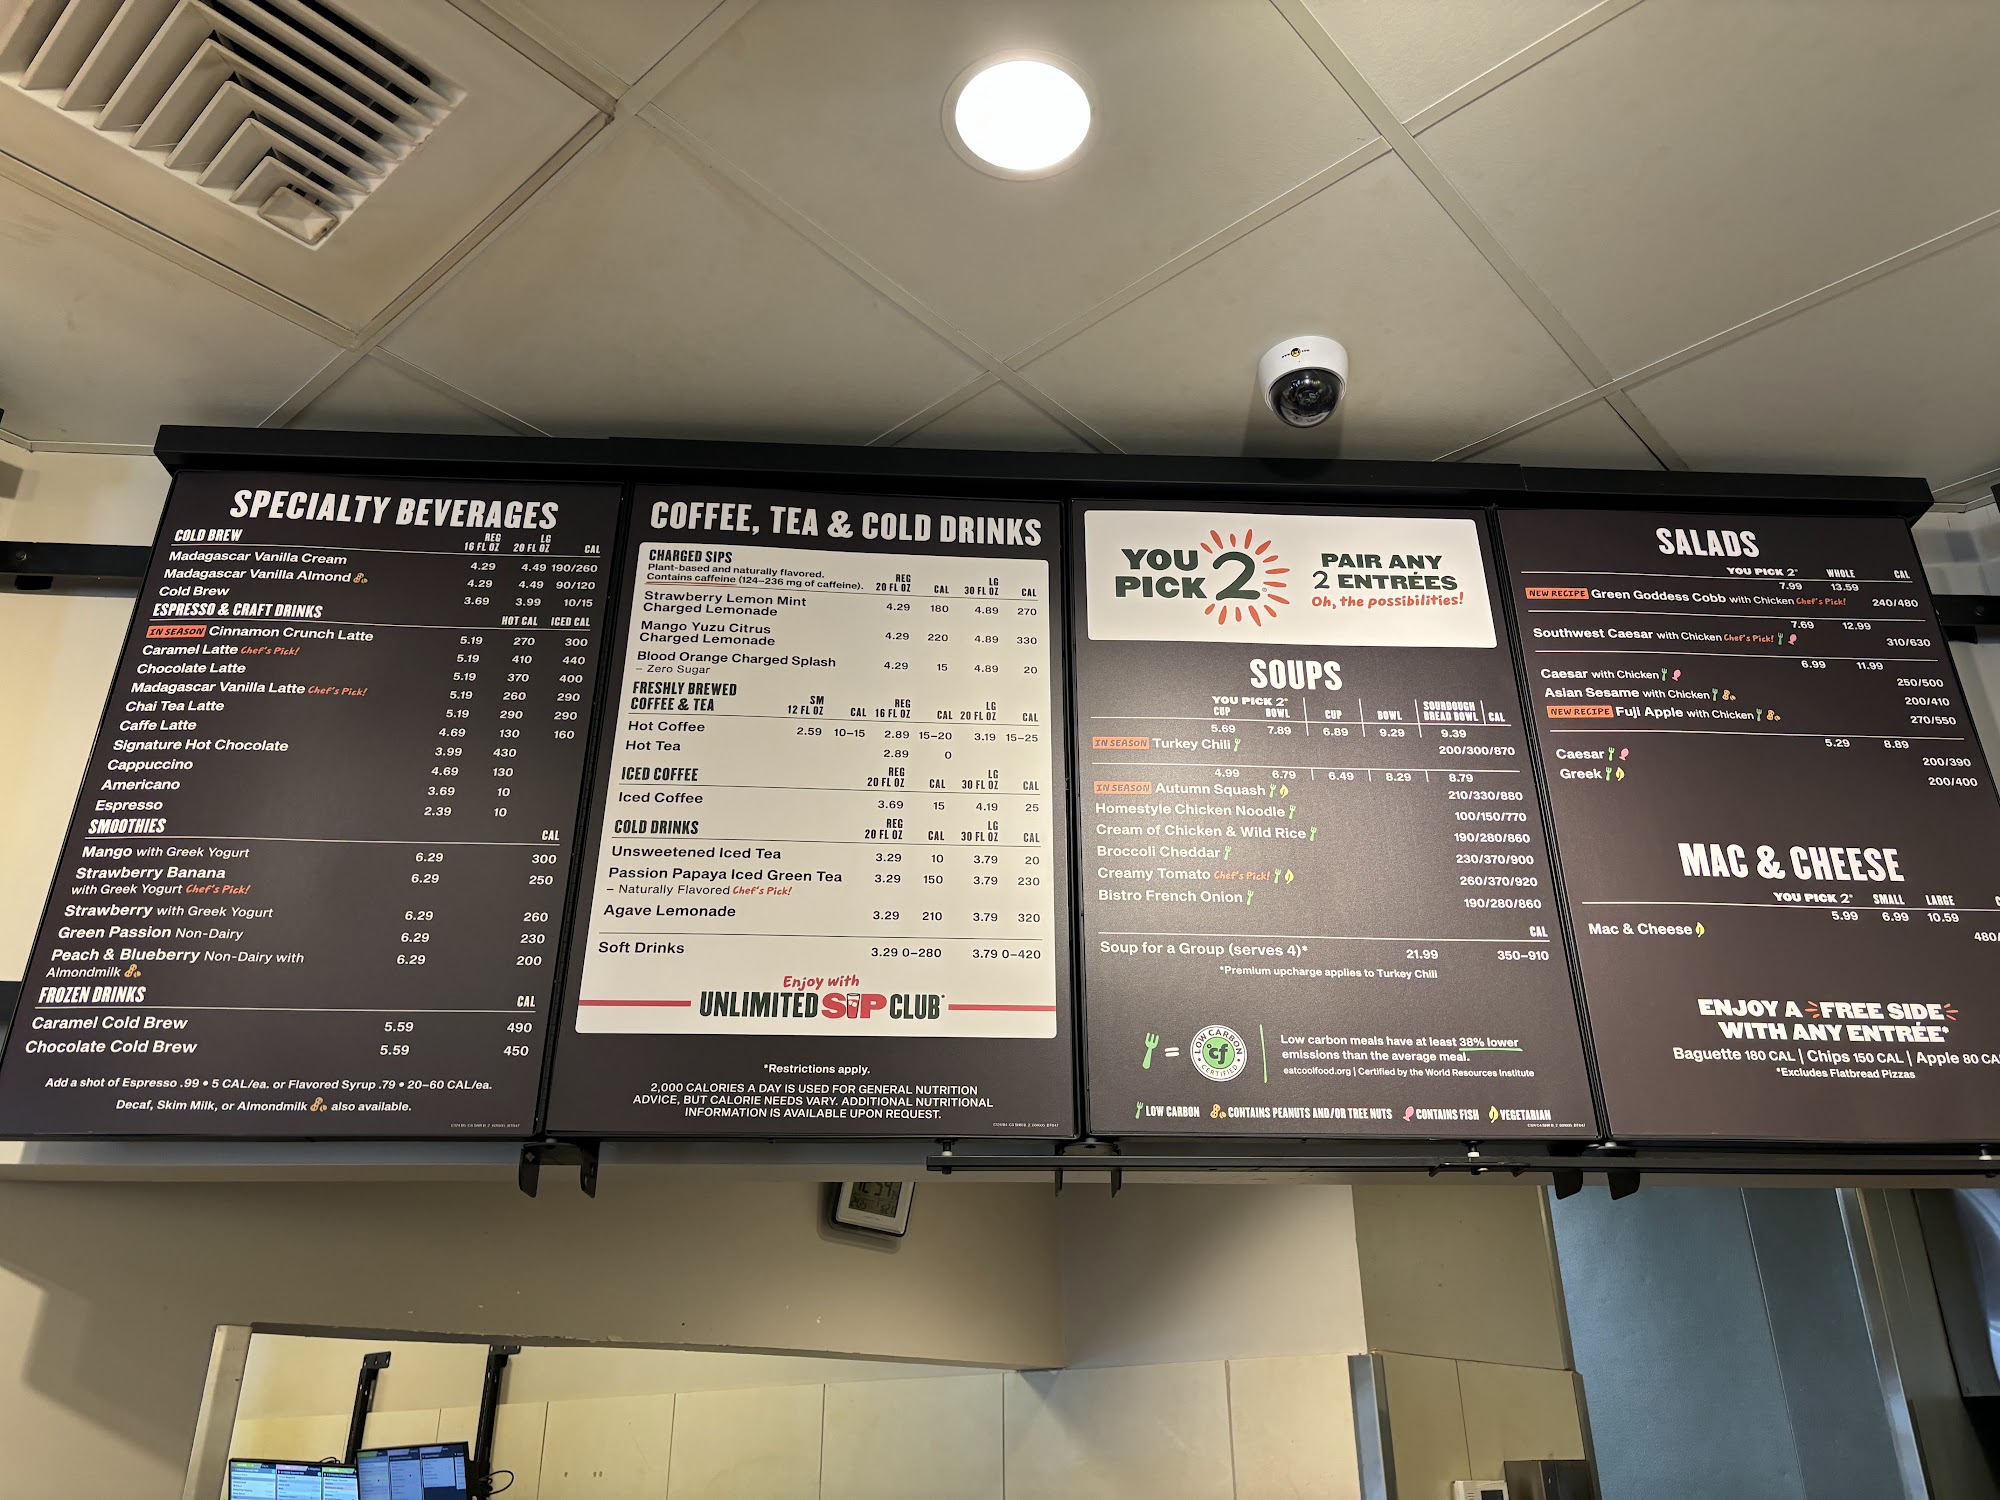 SPECIALTY BEVERAGES
COLD BREW REG 16 FL OZ LG 20 FL OZ CAL
Madagascar Vanilla Cream 4.29 4.49 190/260
Madagascar Vanilla Almond 4.29 4.49 90/120
Cold Brew 3.69 3.99 10/15
ESPRESSO & CRAFT DRINKS HOT CAL ICED CAL
IN SEASON Cinnamon Crunch Latte 5.19 270 300
Caramel Latte Chef's Pick! 5.19 410 440
Chocolate Latte 5.19 370 400
Madagascar Vanilla Latte Chef's Pick! 5.19 260 290
Chai Tea Latte 5.19 290 290
Caffe Latte 4.69 130 160
Signature Hot Chocolate 3.99 430
Cappuccino 4.69 130
Americano 3.69 10
Espresso 2.39 10
SMOOTHIES CAL
Mango with Greek Yogurt 6.29 300
Strawberry Banana 6.29 250
with Greek Yogurt Chef's Pick!
Strawberry with Greek Yogurt 6.29 260
Green Passion Non-Dairy 6.29 230
Peach & Blueberry Non-Dairy with 6.29 200
Almondmilk
FROZEN DRINKS CAL
Caramel Cold Brew 5.59 490
Chocolate Cold Brew 5.59 450
Add a shot of Espresso .99 • 5 CAL/ea. or Flavored Syrup .79 • 20–60 CAL/ea.
Decaf, Skim Milk, or Almondmilk also available.
COFFEE, TEA & COLD DRINKS
CHARGED SIPS
Plant-based and naturally flavored.
Contains caffeine (124–236 mg of caffeine). REG 20 FL OZ CAL LG 30 FL OZ CAL
Strawberry Lemon Mint
Charged Lemonade 4.29 180 4.89 270
Mango Yuzu Citrus
Charged Lemonade 4.29 220 4.89 330
Blood Orange Charged Splash 4.29 15 4.89 20
– Zero Sugar
FRESHLY BREWED
COFFEE & TEA SM 12 FL OZ CAL REG 16 FL OZ CAL LG 20 FL OZ CAL
Hot Coffee 2.59 10–15 2.89 15–20 3.19 15–25
Hot Tea 2.89 0
ICED COFFEE REG 20 FL OZ CAL LG 30 FL OZ CAL
Iced Coffee 3.69 15 4.19 25
COLD DRINKS REG 20 FL OZ CAL LG 30 FL OZ CAL
Unsweetened Iced Tea 3.29 10 3.79 20
Passion Papaya Iced Green Tea 3.29 150 3.79 230
– Naturally Flavored Chef's Pick!
Agave Lemonade 3.29 210 3.79 320
Soft Drinks 3.29 0–280 3.79 0–420
Enjoy with
UNLIMITED SIP CLUB*
*Restrictions apply.
2,000 CALORIES A DAY IS USED FOR GENERAL NUTRITION
ADVICE, BUT CALORIE NEEDS VARY. ADDITIONAL NUTRITIONAL
INFORMATION IS AVAILABLE UPON REQUEST.
YOU PICK 2®
PAIR ANY
2 ENTRÉES
Oh, the possibilities!
SOUPS
YOU PICK 2®
CUP BOWL CUP BOWL SOURDOUGH BREAD BOWL CAL
5.69 7.89 6.89 9.29 9.39
IN SEASON Turkey Chili 200/300/870
4.99 6.79 6.49 8.29 8.79
IN SEASON Autumn Squash 210/330/880
Homestyle Chicken Noodle 100/150/770
Cream of Chicken & Wild Rice 190/280/860
Broccoli Cheddar 230/370/900
Creamy Tomato Chef's Pick! 260/370/920
Bistro French Onion 190/280/860
CAL
Soup for a Group (serves 4)* 21.99 350–910
*Premium upcharge applies to Turkey Chili
= LOW CARBON cf CERTIFIED
Low carbon meals have at least 38% lower
emissions than the average meal.
eatcoolfood.org | Certified by the World Resources Institute
LOW CARBON CONTAINS PEANUTS AND/OR TREE NUTS CONTAINS FISH VEGETARIAN
SALADS
YOU PICK 2® WHOLE CAL
7.99 13.59
NEW RECIPE Green Goddess Cobb with Chicken Chef's Pick! 240/480
7.69 12.99
Southwest Caesar with Chicken Chef's Pick! 310/630
6.99 11.99
Caesar with Chicken 250/500
Asian Sesame with Chicken 200/410
NEW RECIPE Fuji Apple with Chicken 270/550
5.29 8.89
Caesar 200/390
Greek 200/400
MAC & CHEESE
YOU PICK 2® SMALL LARGE
5.99 6.99 10.59
Mac & Cheese 480/
ENJOY A FREE SIDE
WITH ANY ENTRÉE*
Baguette 180 CAL | Chips 150 CAL | Apple 80
*Excludes Flatbread Pizzas